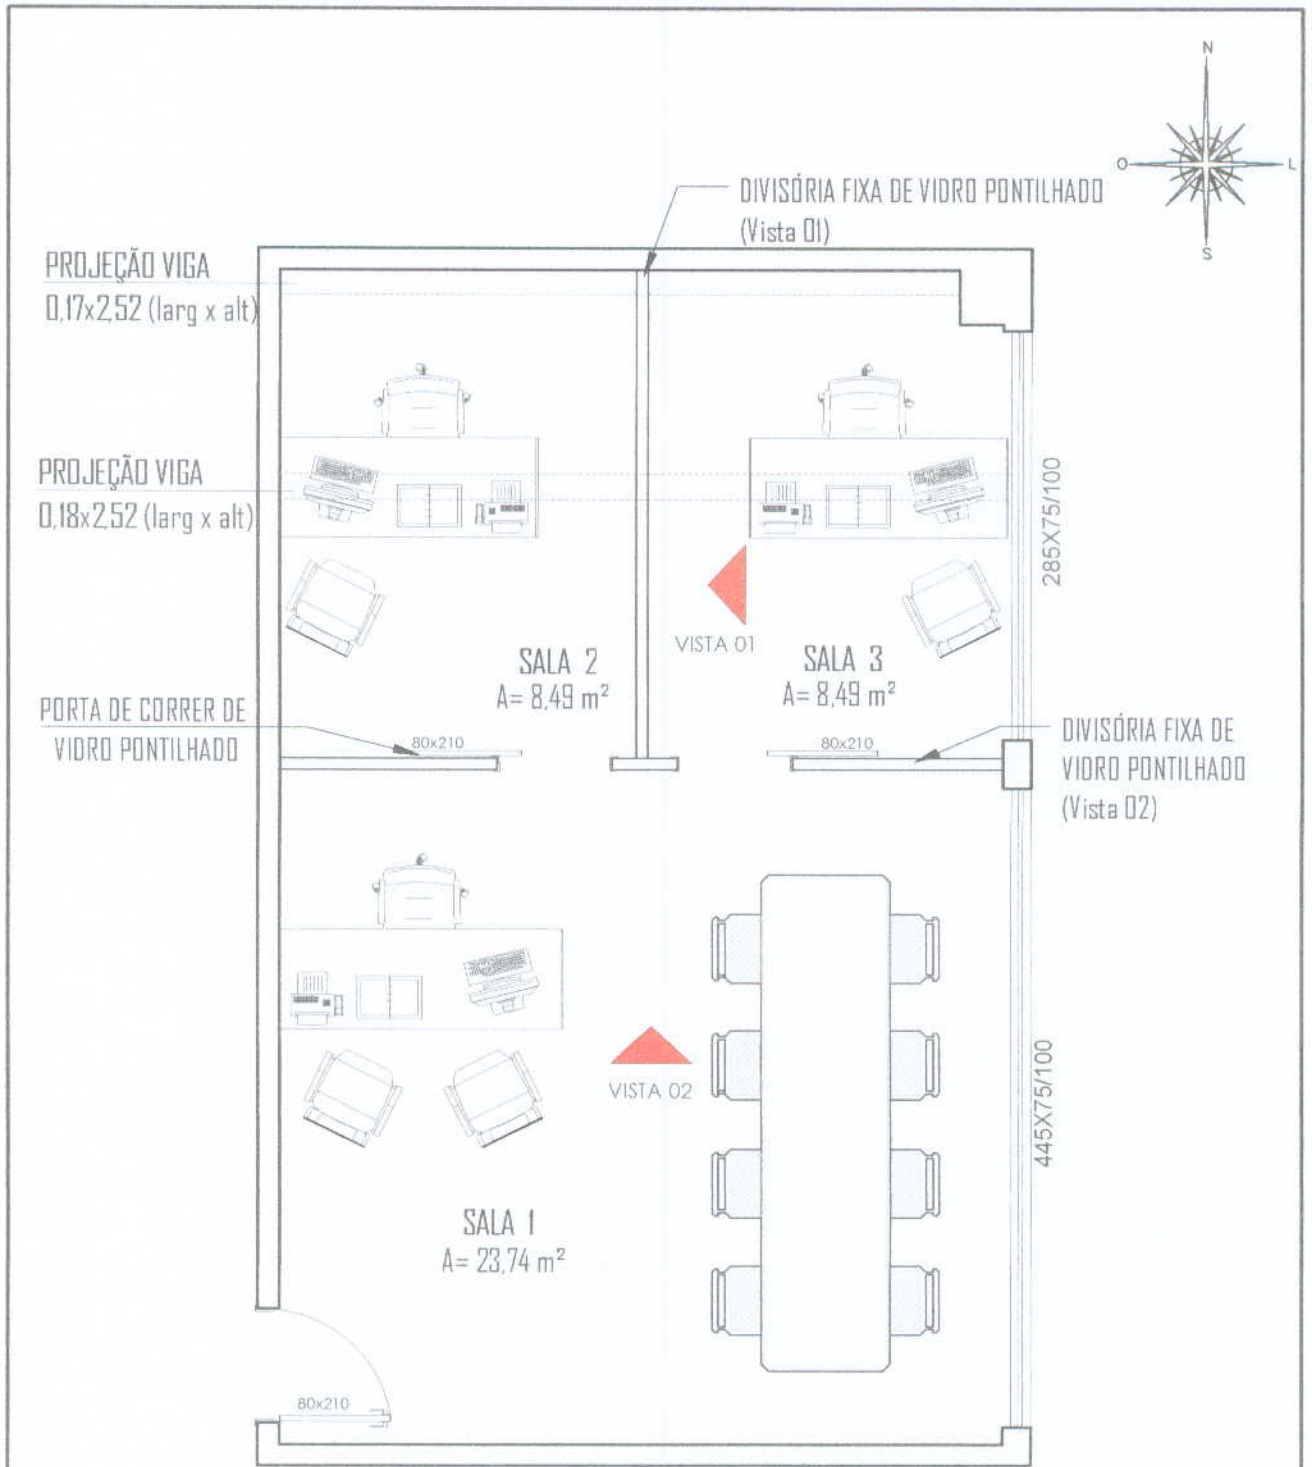 N
O
L
S
DIVISÓRIA FIXA DE VIDRO PONTILHADO
(Vista 01)
PROJEÇÃO VIGA
0,17x2,52 (larg x alt)
PROJEÇÃO VIGA
0,18x2,52 (larg x alt)
285X75/100
VISTA 01
SALA 2
A= 8,49 m²
SALA 3
A= 8,49 m²
PORTA DE CORRER DE
VIDRO PONTILHADO
80x210
80x210
DIVISÓRIA FIXA DE
VIDRO PONTILHADO
(Vista 02)
VISTA 02
445X75/100
SALA 1
A= 23,74 m²
80x210